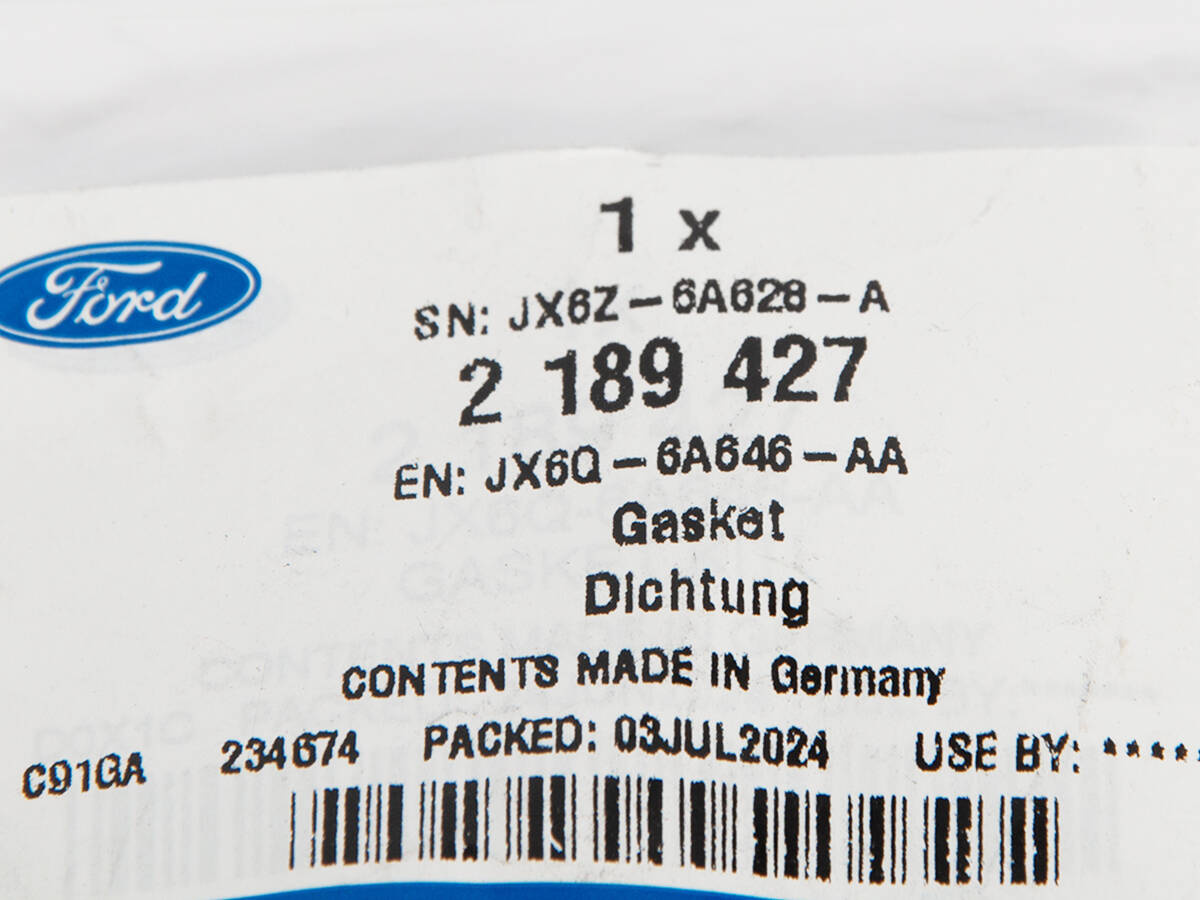 1 x
Ford
SN: JX6Z-6A628-A
2 189 427
EN: JX6Q-6A646-AA
Gasket
Dichtung
CONTENTS MADE IN Germany
C91GA 234674 PACKED: 03JUL2024 USE BY: *****